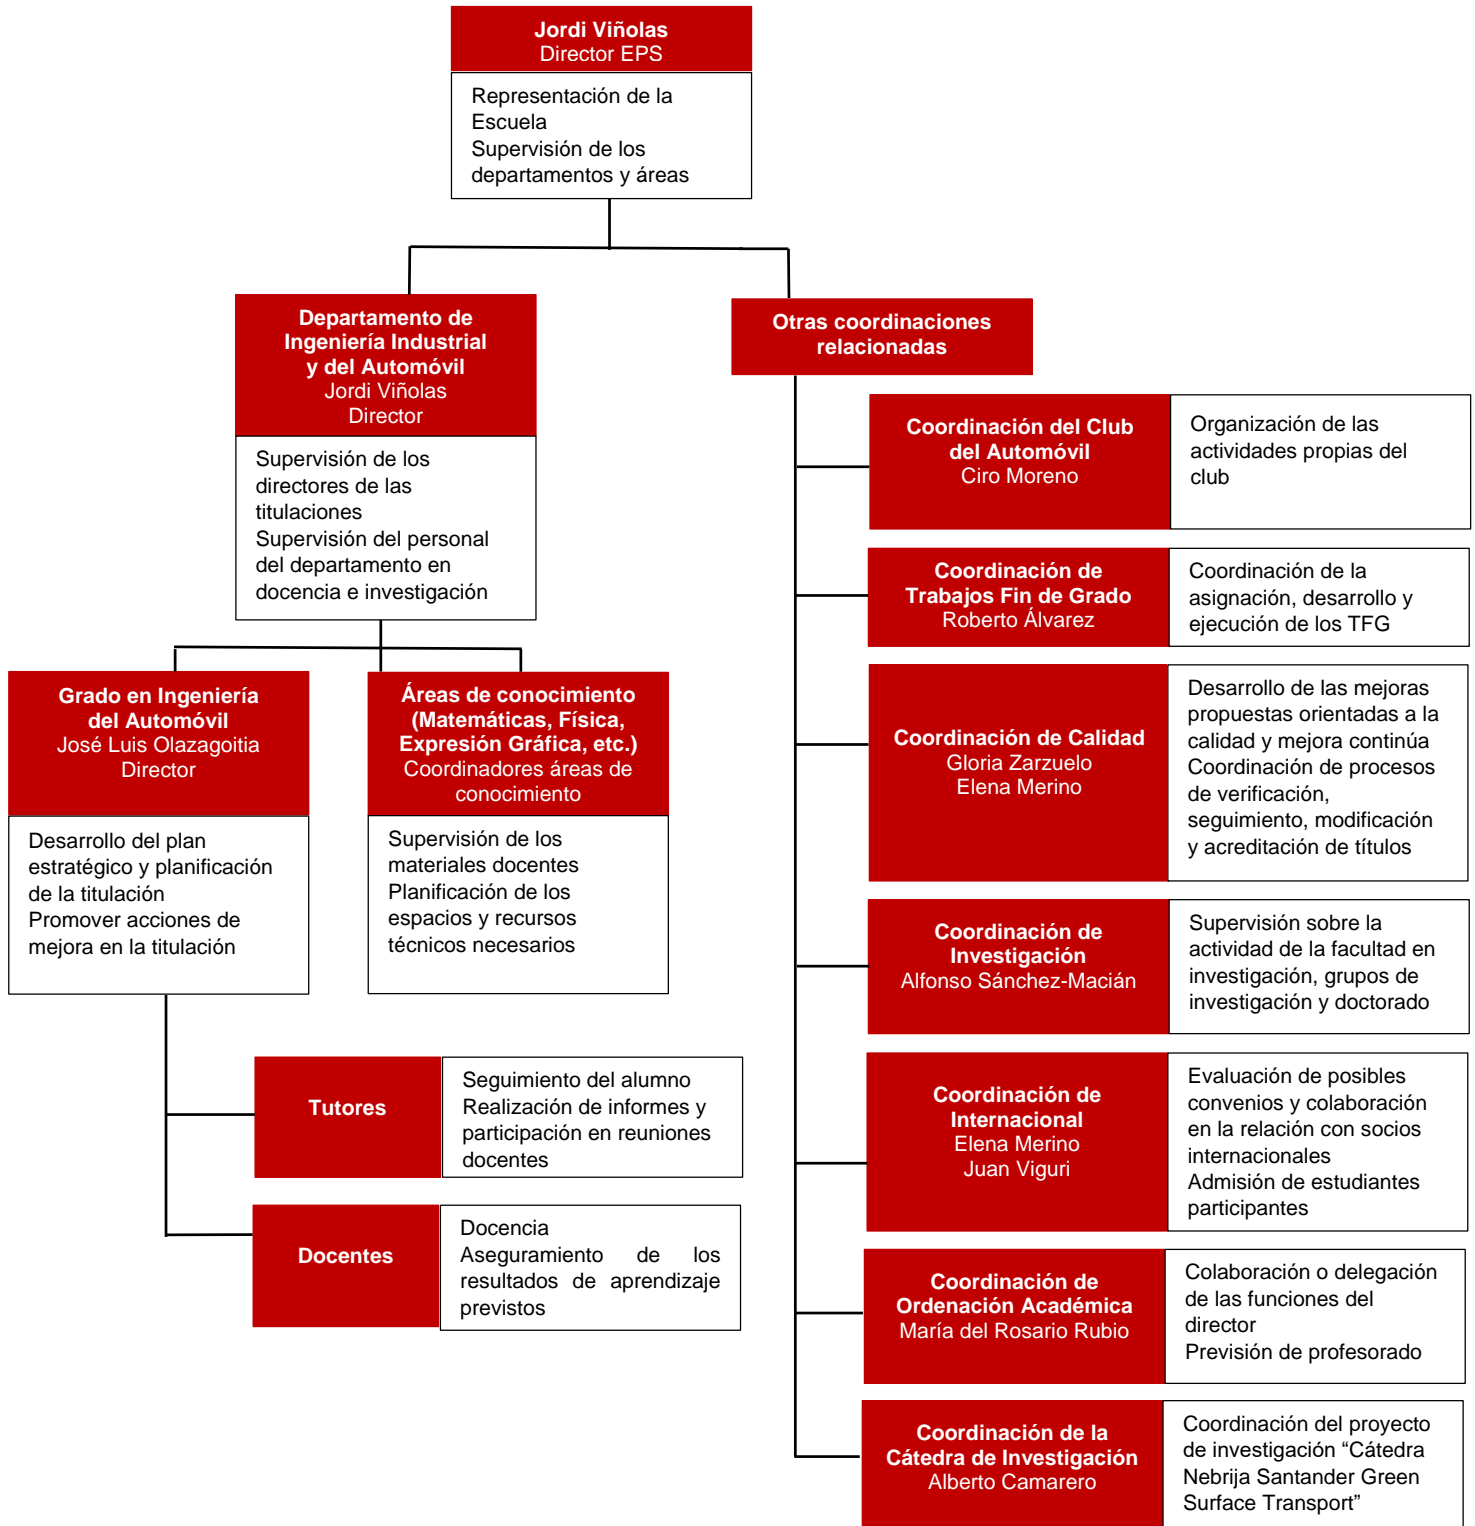 Jordi Viñolas
Director EPS
Representación de la
Escuela
Supervisión de los
departamentos y áreas
Departamento de
Ingeniería Industrial
y del Automóvil
Jordi Viñolas
Director
Supervisión de los
directores de las
titulaciones
Supervisión del personal
del departamento en
docencia e investigación
Grado en Ingeniería
del Automóvil
José Luis Olazagoitia
Director
Desarrollo del plan
estratégico y planificación
de la titulación
Promover acciones de
mejora en la titulación
Áreas de conocimiento
(Matemáticas, Física,
Expresión Gráfica, etc.)
Coordinadores áreas de
conocimiento
Supervisión de los
materiales docentes
Planificación de los
espacios y recursos
técnicos necesarios
Tutores
Seguimiento del alumno
Realización de informes y
participación en reuniones
docentes
Docentes
Docencia
Aseguramiento de los
resultados de aprendizaje
previstos
Otras coordinaciones
relacionadas
Coordinación del Club
del Automóvil
Ciro Moreno
Organización de las
actividades propias del
club
Coordinación de
Trabajos Fin de Grado
Roberto Álvarez
Coordinación de la
asignación, desarrollo y
ejecución de los TFG
Coordinación de Calidad
Gloria Zarzuelo
Elena Merino
Desarrollo de las mejoras
propuestas orientadas a la
calidad y mejora continúa
Coordinación de procesos
de verificación,
seguimiento, modificación
y acreditación de títulos
Coordinación de
Investigación
Alfonso Sánchez-Macián
Supervisión sobre la
actividad de la facultad en
investigación, grupos de
investigación y doctorado
Coordinación de
Internacional
Elena Merino
Juan Viguri
Evaluación de posibles
convenios y colaboración
en la relación con socios
internacionales
Admisión de estudiantes
participantes
Coordinación de
Ordenación Académica
María del Rosario Rubio
Colaboración o delegación
de las funciones del
director
Previsión de profesorado
Coordinación de la
Cátedra de Investigación
Alberto Camarero
Coordinación del proyecto
de investigación “Cátedra
Nebrija Santander Green
Surface Transport”